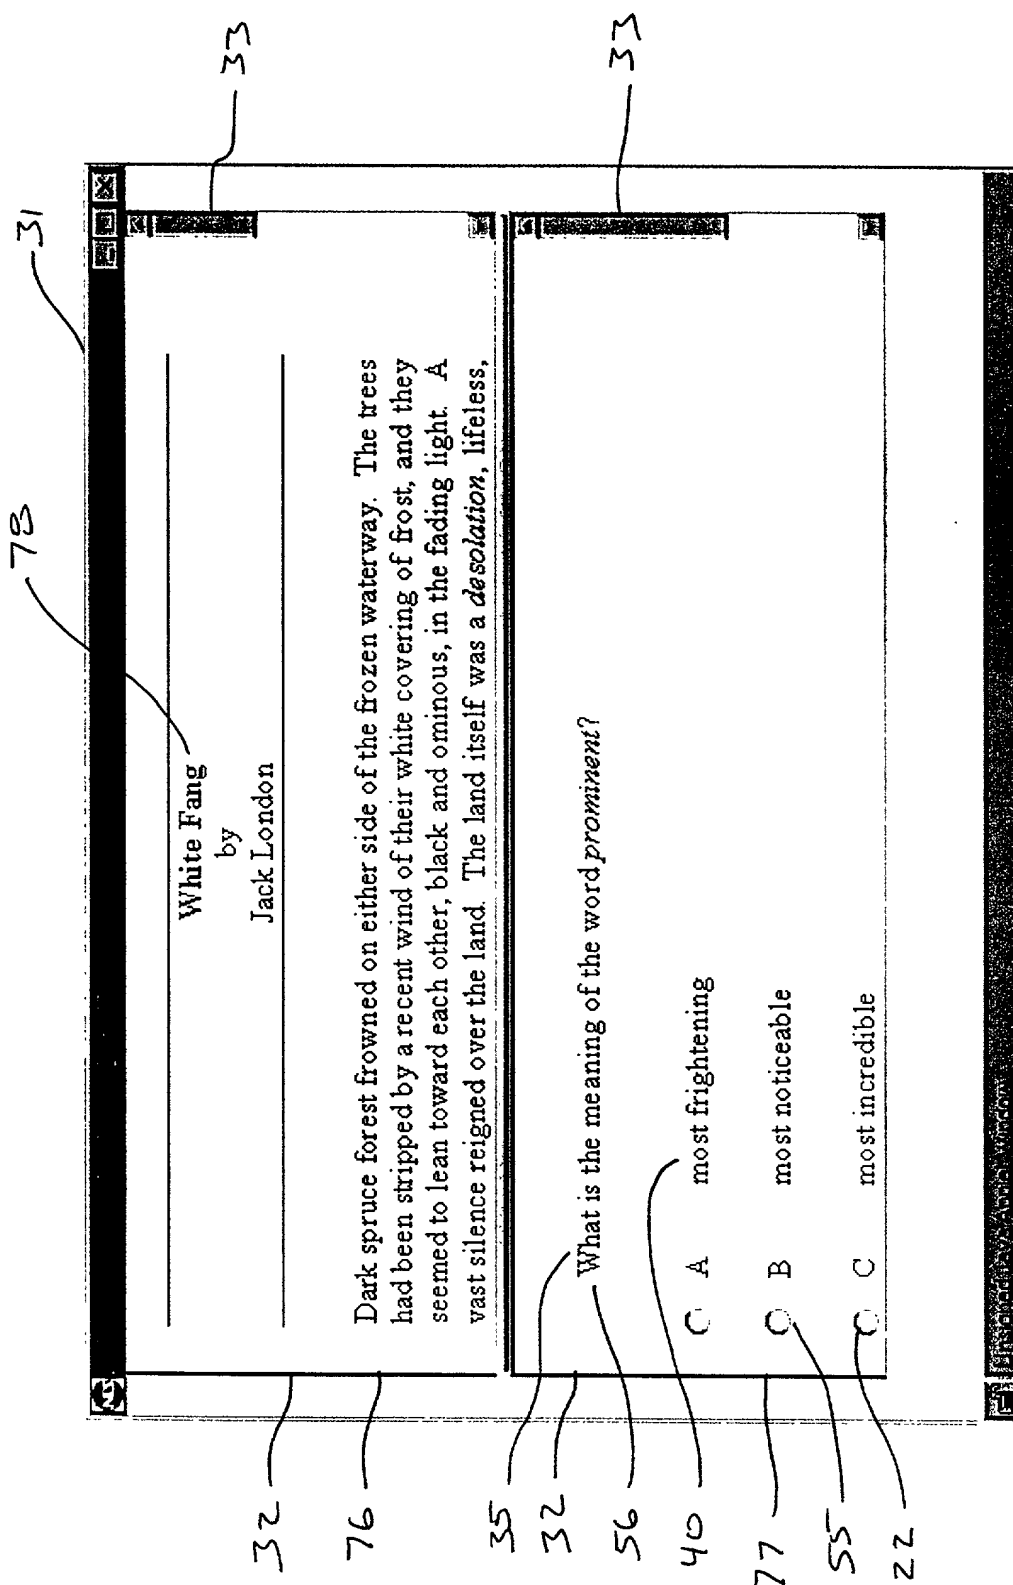 78
31
33
33
White Fang
by
Jack London
Dark spruce forest frowned on either side of the frozen waterway. The trees
had been stripped by a recent wind of their white covering of frost, and they
seemed to lean toward each other, black and ominous, in the fading light. A
vast silence reigned over the land. The land itself was a desolation, lifeless,
What is the meaning of the word prominent?
A most frightening
B most noticeable
C most incredible
Unsigned Java Applet Window
32
76
35
32
56
40
77
55
22